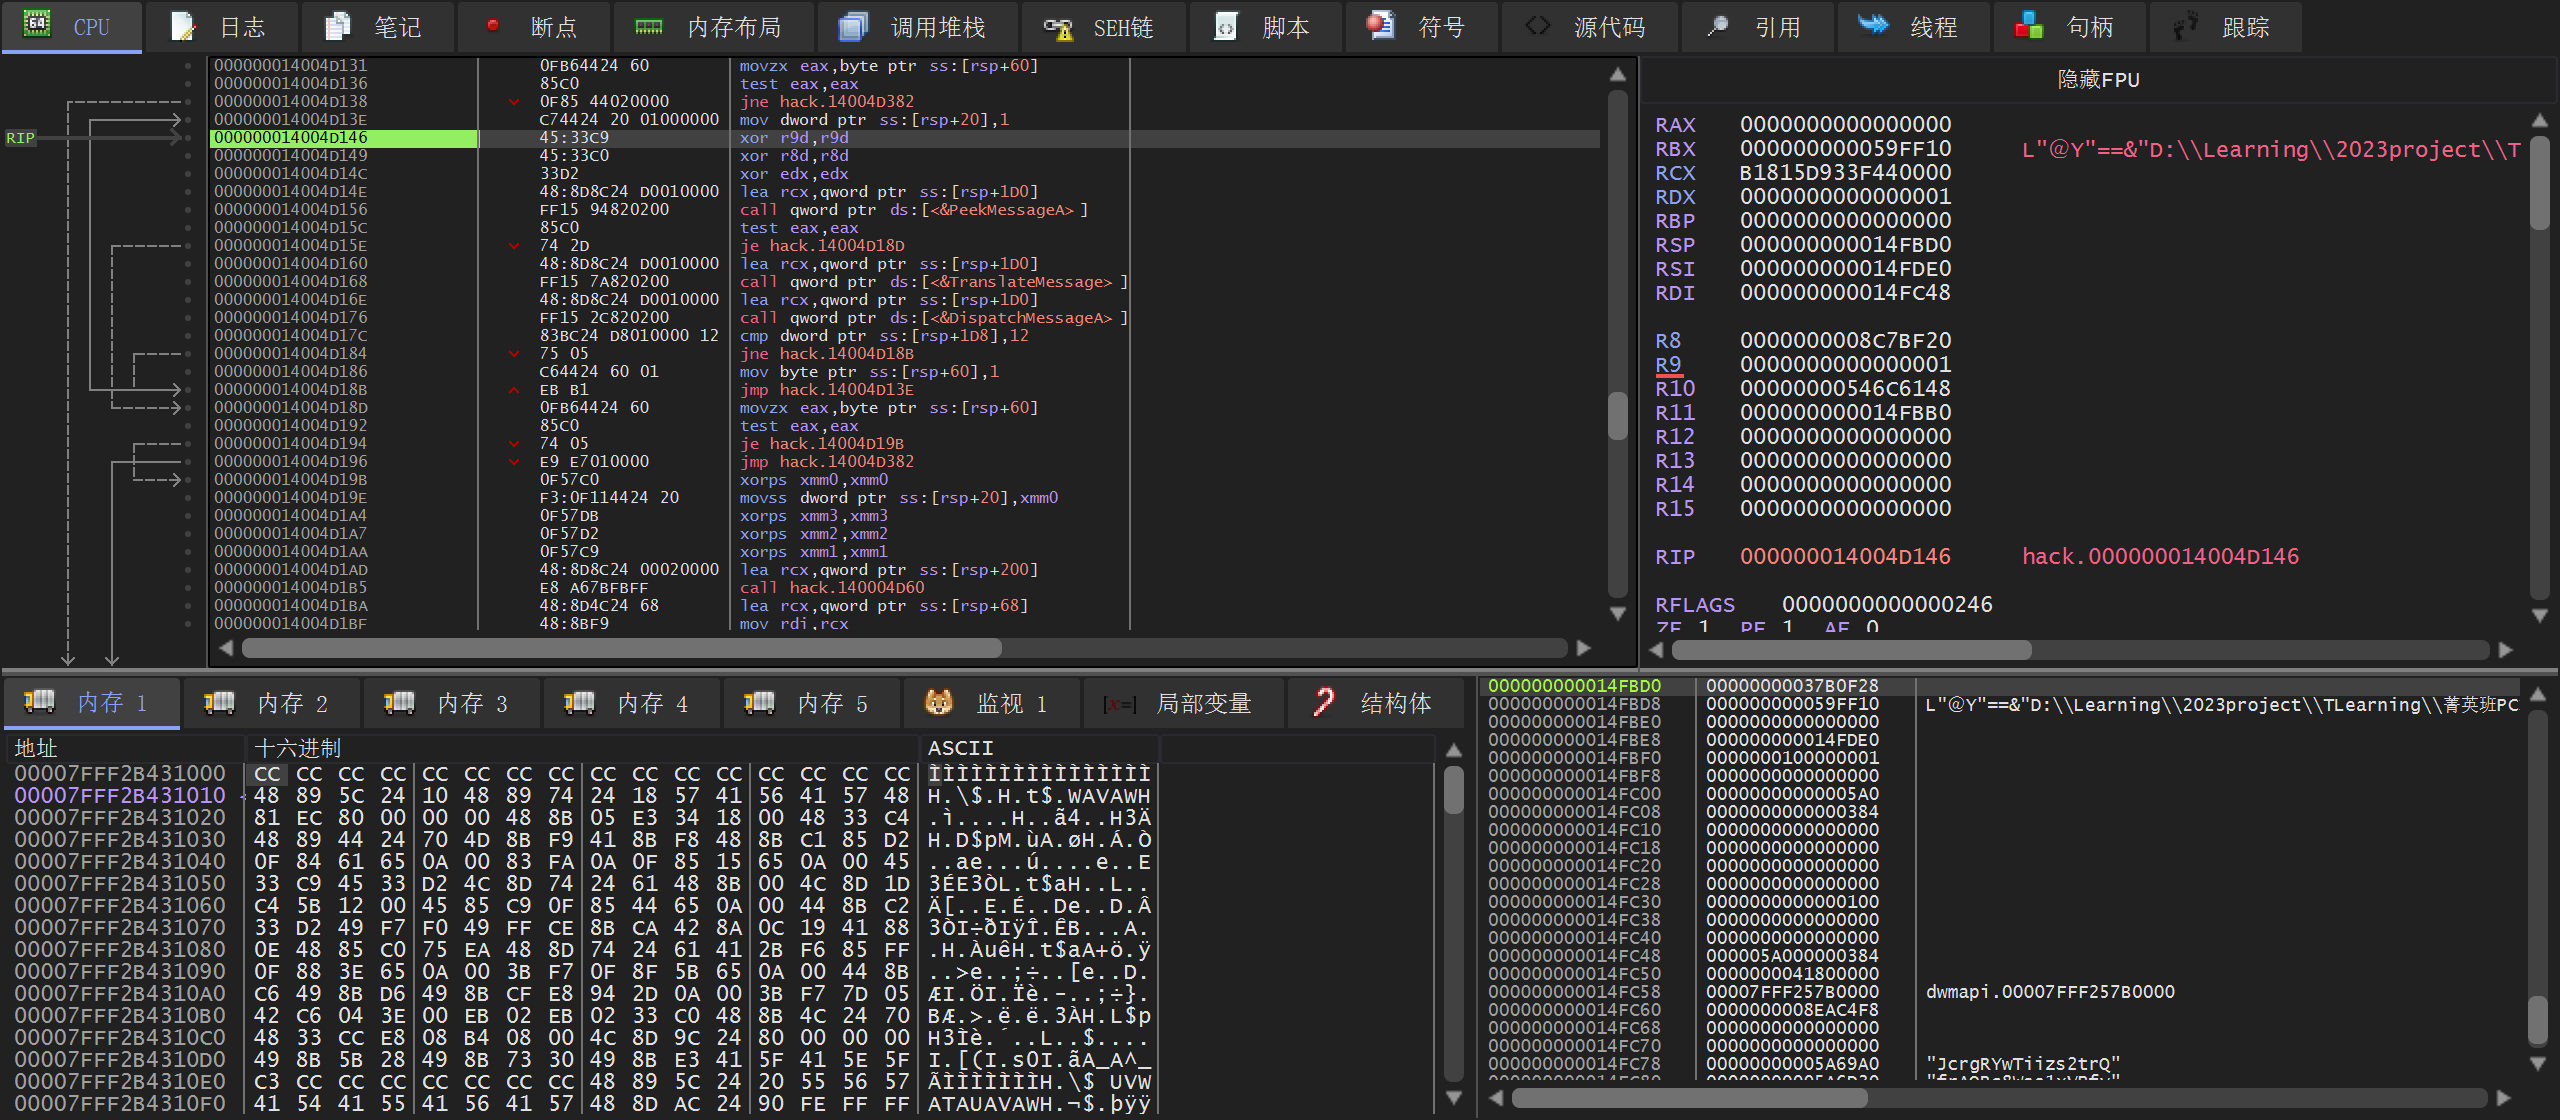 CPU 日志 笔记 断点 内存布局 调用堆栈 SEH链 脚本 符号 源代码 引用 线程 句柄 跟踪
000000014004D131 0FB64424 60 movzx eax,byte ptr ss:[rsp+60]
000000014004D136 85C0 test eax,eax
000000014004D138 0F85 44020000 jne hack.14004D382
000000014004D13E C74424 20 01000000 mov dword ptr ss:[rsp+20],1
RIP 000000014004D146 45:33C9 xor r9d,r9d
000000014004D149 45:33C0 xor r8d,r8d
000000014004D14C 33D2 xor edx,edx
000000014004D14E 48:8D8C24 D0010000 lea rcx,qword ptr ss:[rsp+1D0]
000000014004D156 FF15 94820200 call qword ptr ds:[<&PeekMessageA>]
000000014004D15C 85C0 test eax,eax
000000014004D15E 74 2D je hack.14004D18D
000000014004D160 48:8D8C24 D0010000 lea rcx,qword ptr ss:[rsp+1D0]
000000014004D168 FF15 7A820200 call qword ptr ds:[<&TranslateMessage>]
000000014004D16E 48:8D8C24 D0010000 lea rcx,qword ptr ss:[rsp+1D0]
000000014004D176 FF15 2C820200 call qword ptr ds:[<&DispatchMessageA>]
000000014004D17C 83BC24 D8010000 12 cmp dword ptr ss:[rsp+1D8],12
000000014004D184 75 05 jne hack.14004D18B
000000014004D186 C64424 60 01 mov byte ptr ss:[rsp+60],1
000000014004D18B EB B1 jmp hack.14004D13E
000000014004D18D 0FB64424 60 movzx eax,byte ptr ss:[rsp+60]
000000014004D192 85C0 test eax,eax
000000014004D194 74 05 je hack.14004D19B
000000014004D196 E9 E7010000 jmp hack.14004D382
000000014004D19B 0F57C0 xorps xmm0,xmm0
000000014004D19E F3:0F114424 20 movss dword ptr ss:[rsp+20],xmm0
000000014004D1A4 0F57DB xorps xmm3,xmm3
000000014004D1A7 0F57D2 xorps xmm2,xmm2
000000014004D1AA 0F57C9 xorps xmm1,xmm1
000000014004D1AD 48:8D8C24 00020000 lea rcx,qword ptr ss:[rsp+200]
000000014004D1B5 E8 A67BFBFF call hack.140004D60
000000014004D1BA 48:8D4C24 68 lea rcx,qword ptr ss:[rsp+68]
000000014004D1BF 48:8BF9 mov rdi,rcx
隐藏FPU
RAX 0000000000000000
RBX 000000000059FF10 L"@Y"==&"D:\\Learning\\2023project\\T
RCX B1815D933F440000
RDX 0000000000000001
RBP 0000000000000000
RSP 000000000014FBD0
RSI 000000000014FDE0
RDI 000000000014FC48
R8 0000000008C7BF20
R9 0000000000000001
R10 00000000546C6148
R11 000000000014FBB0
R12 0000000000000000
R13 0000000000000000
R14 0000000000000000
R15 0000000000000000
RIP 000000014004D146 hack.000000014004D146
RFLAGS 0000000000000246
ZF 1 PF 1 AF 0
内存 1 内存 2 内存 3 内存 4 内存 5 监视 1 局部变量 结构体
地址 十六进制 ASCII
00007FFF2B431000 CC CC CC CC CC CC CC CC CC CC CC CC CC CC CC CC ÌÌÌÌÌÌÌÌÌÌÌÌÌÌÌÌ
00007FFF2B431010 48 89 5C 24 10 48 89 74 24 18 57 41 56 41 57 48 H.\$.H.t$.WAVAWH
00007FFF2B431020 81 EC 80 00 00 00 48 8B 05 E3 34 18 00 48 33 C4 .ì....H..ã4..H3Ä
00007FFF2B431030 48 89 44 24 70 4D 8B F9 41 8B F8 48 8B C1 85 D2 H.D$pM.ùA.øH.Á.Ò
00007FFF2B431040 0F 84 61 65 0A 00 83 FA 0A 0F 85 15 65 0A 00 45 ..ae...ú....e..E
00007FFF2B431050 33 C9 45 33 D2 4C 8D 74 24 61 48 8B 00 4C 8D 1D 3ÉE3ÒL.t$aH..L..
00007FFF2B431060 C4 5B 12 00 45 85 C9 0F 85 44 65 0A 00 44 8B C2 Ä[..E.É..De..D.Â
00007FFF2B431070 33 D2 49 F7 F0 49 FF CE 8B CA 42 8A 0C 19 41 88 3ÒI÷ðIÿÎ.ÊB...A.
00007FFF2B431080 0E 48 85 C0 75 EA 48 8D 74 24 61 41 2B F6 85 FF .H.ÀuêH.t$aA+ö.ÿ
00007FFF2B431090 0F 88 3E 65 0A 00 3B F7 0F 8F 5B 65 0A 00 44 8B ..>e..;÷..[e..D.
00007FFF2B4310A0 C6 49 8B D6 49 8B CF E8 94 2D 0A 00 3B F7 7D 05 ÆI.ÖI.Ïè.-..;÷}.
00007FFF2B4310B0 42 C6 04 3E 00 EB 02 EB 02 33 C0 48 8B 4C 24 70 BÆ.>.ë.ë.3ÀH.L$p
00007FFF2B4310C0 48 33 CC E8 08 B4 08 00 4C 8D 9C 24 80 00 00 00 H3Ìè.´..L..$....
00007FFF2B4310D0 49 8B 5B 28 49 8B 73 30 49 8B E3 41 5F 41 5E 5F I.[(I.s0I.ãA_A^_
00007FFF2B4310E0 C3 CC CC CC CC CC CC CC 48 89 5C 24 20 55 56 57 ÃÌÌÌÌÌÌÌH.\$ UVW
00007FFF2B4310F0 41 54 41 55 41 56 41 57 48 8D AC 24 90 FE FF FF ATAUAVAWH.¬$.þÿÿ
000000000014FBD0 00000000037B0F28
000000000014FBD8 000000000059FF10 L"@Y"==&"D:\\Learning\\2023project\\TLearning\\菁英班PC
000000000014FBE0 0000000000000000
000000000014FBE8 000000000014FDE0
000000000014FBF0 0000000100000001
000000000014FBF8 0000000000000000
000000000014FC00 00000000000005A0
000000000014FC08 0000000000000384
000000000014FC10 0000000000000000
000000000014FC18 0000000000000000
000000000014FC20 0000000000000000
000000000014FC28 0000000000000000
000000000014FC30 0000000000000100
000000000014FC38 0000000000000000
000000000014FC40 0000000000000000
000000000014FC48 000005A000000384
000000000014FC50 0000000041800000
000000000014FC58 00007FFF257B0000 dwmapi.00007FFF257B0000
000000000014FC60 0000000008EAC4F8
000000000014FC68 0000000000000000
000000000014FC70 0000000000000000
000000000014FC78 00000000005A69A0 "JcrgRYwTiizs2trQ"